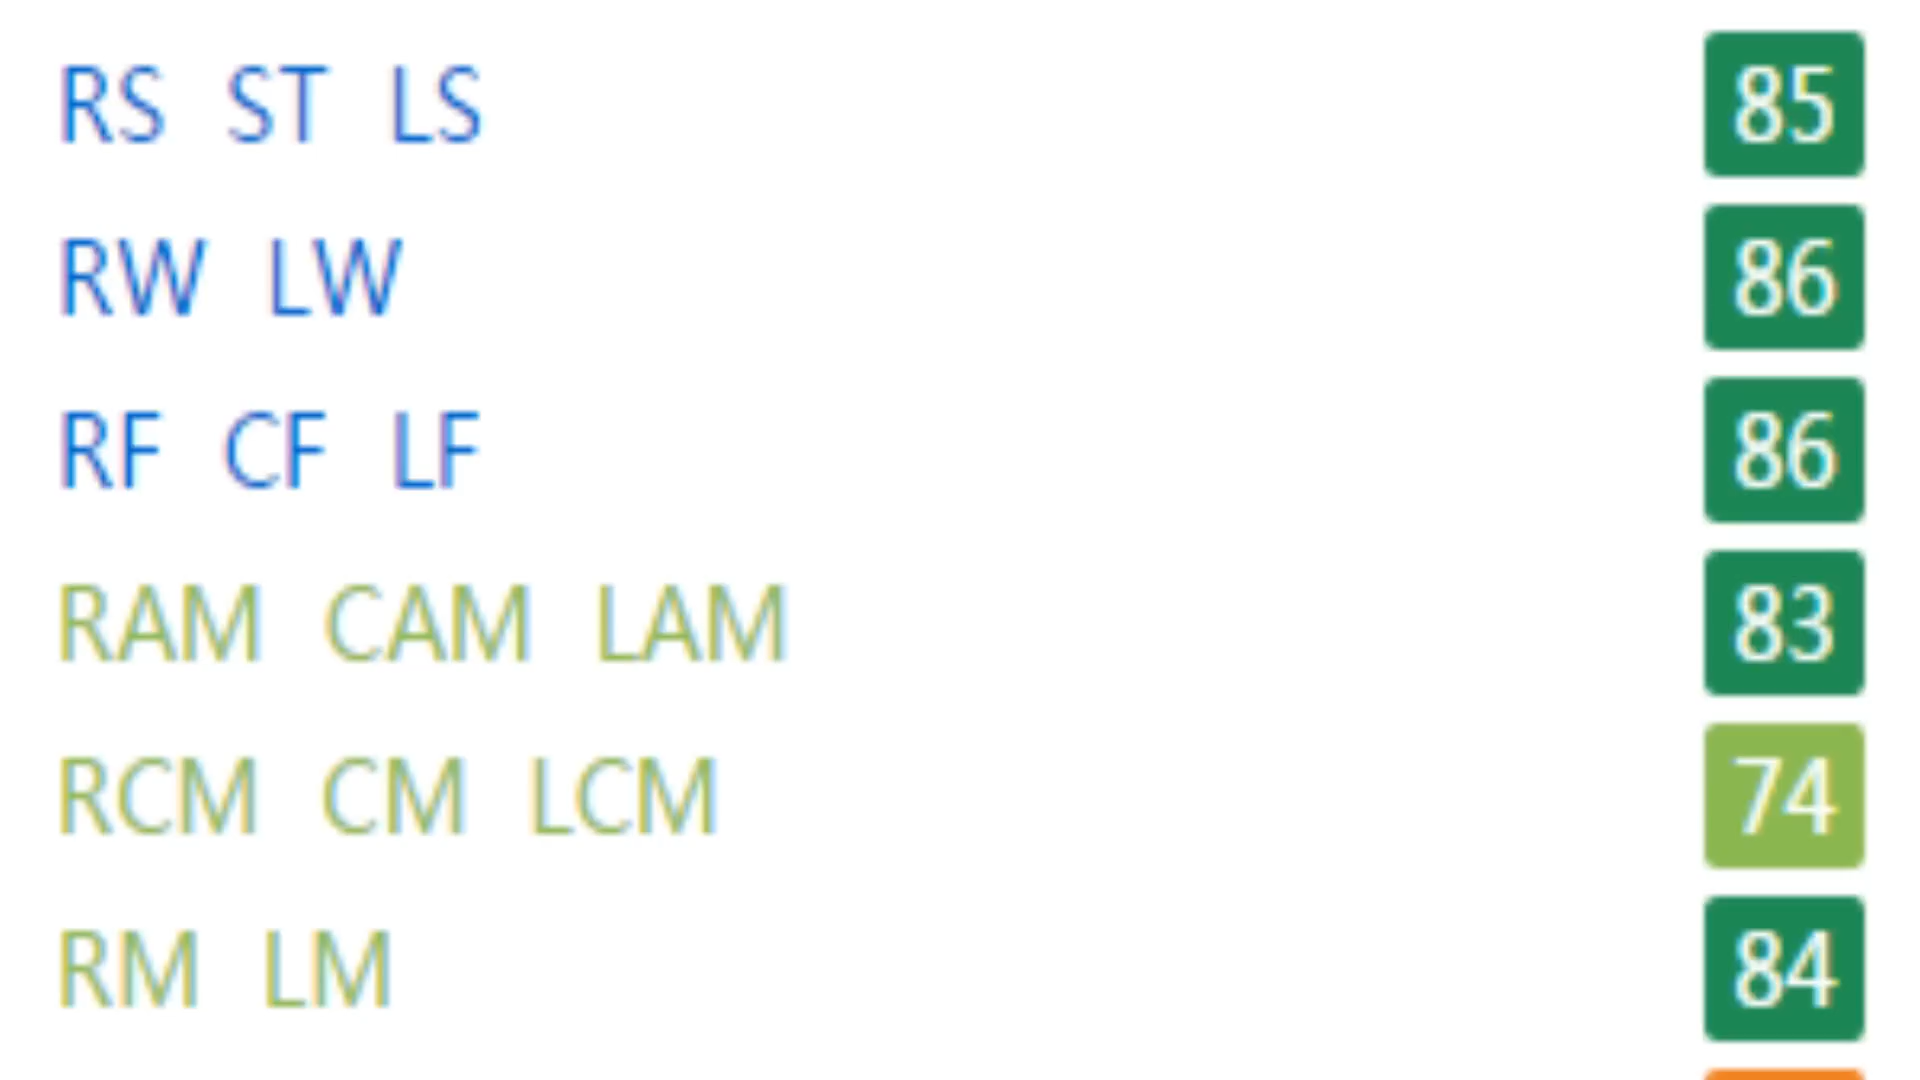 RS ST LS 85
RW LW 86
RF CF LF 86
RAM CAM LAM 83
RCM CM LCM 74
RM LM 84